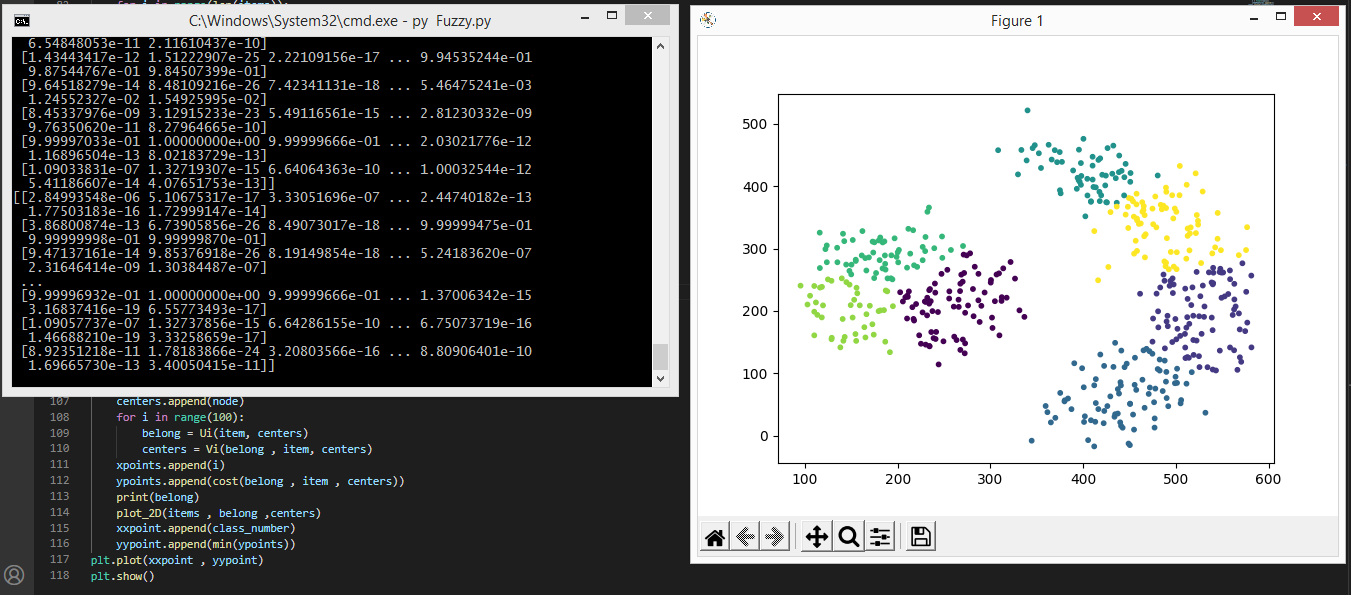 C:\Windows\System32\cmd.exe - py  Fuzzy.py
6.54848053e-11 2.11610437e-10]
[1.43443417e-12 1.51222907e-25 2.22109156e-17 ... 9.94535244e-01
9.87544767e-01 9.84507399e-01]
[9.64518279e-14 8.48109216e-26 7.42341131e-18 ... 5.46475241e-03
1.24552327e-02 1.54925995e-02]
[8.45337976e-09 3.12915233e-23 5.49116561e-15 ... 2.81230332e-09
9.76350620e-11 8.27964665e-10]
[9.99997033e-01 1.00000000e+00 9.99999666e-01 ... 2.03021776e-12
1.16896504e-13 8.02183729e-13]
[1.09033831e-07 1.32719307e-15 6.64064363e-10 ... 1.00032544e-12
5.41186607e-14 4.07651753e-13]]
[[2.84993548e-06 5.10675317e-17 3.33051696e-07 ... 2.44740182e-13
1.77503183e-16 1.72999147e-14]
[3.86800874e-13 6.73905856e-26 8.49073017e-18 ... 9.99999475e-01
9.99999998e-01 9.99999870e-01]
[9.47137161e-14 9.85376918e-26 8.19149854e-18 ... 5.24183620e-07
2.31646414e-09 1.30384487e-07]
...
[9.99996932e-01 1.00000000e+00 9.99999666e-01 ... 1.37006342e-15
3.16837416e-19 6.55773493e-17]
[1.09057737e-07 1.32737856e-15 6.64286155e-10 ... 6.75073719e-16
1.46688210e-19 3.33258659e-17]
[8.92351218e-11 1.78183866e-24 3.20803566e-16 ... 8.80906401e-10
1.69665730e-13 3.40050415e-11]]
107 centers.append(node)
108 for i in range(100):
109 belong = Ui(item, centers)
110 centers = Vi(belong , item, centers)
111 xpoints.append(i)
112 ypoints.append(cost(belong , item , centers))
113 print(belong)
114 plot_2D(items , belong ,centers)
115 xxpoint.append(class_number)
116 yypoint.append(min(ypoints))
117 plt.plot(xxpoint , yypoint)
118 plt.show()
Figure 1
500
400
300
200
100
0
100 200 300 400 500 600